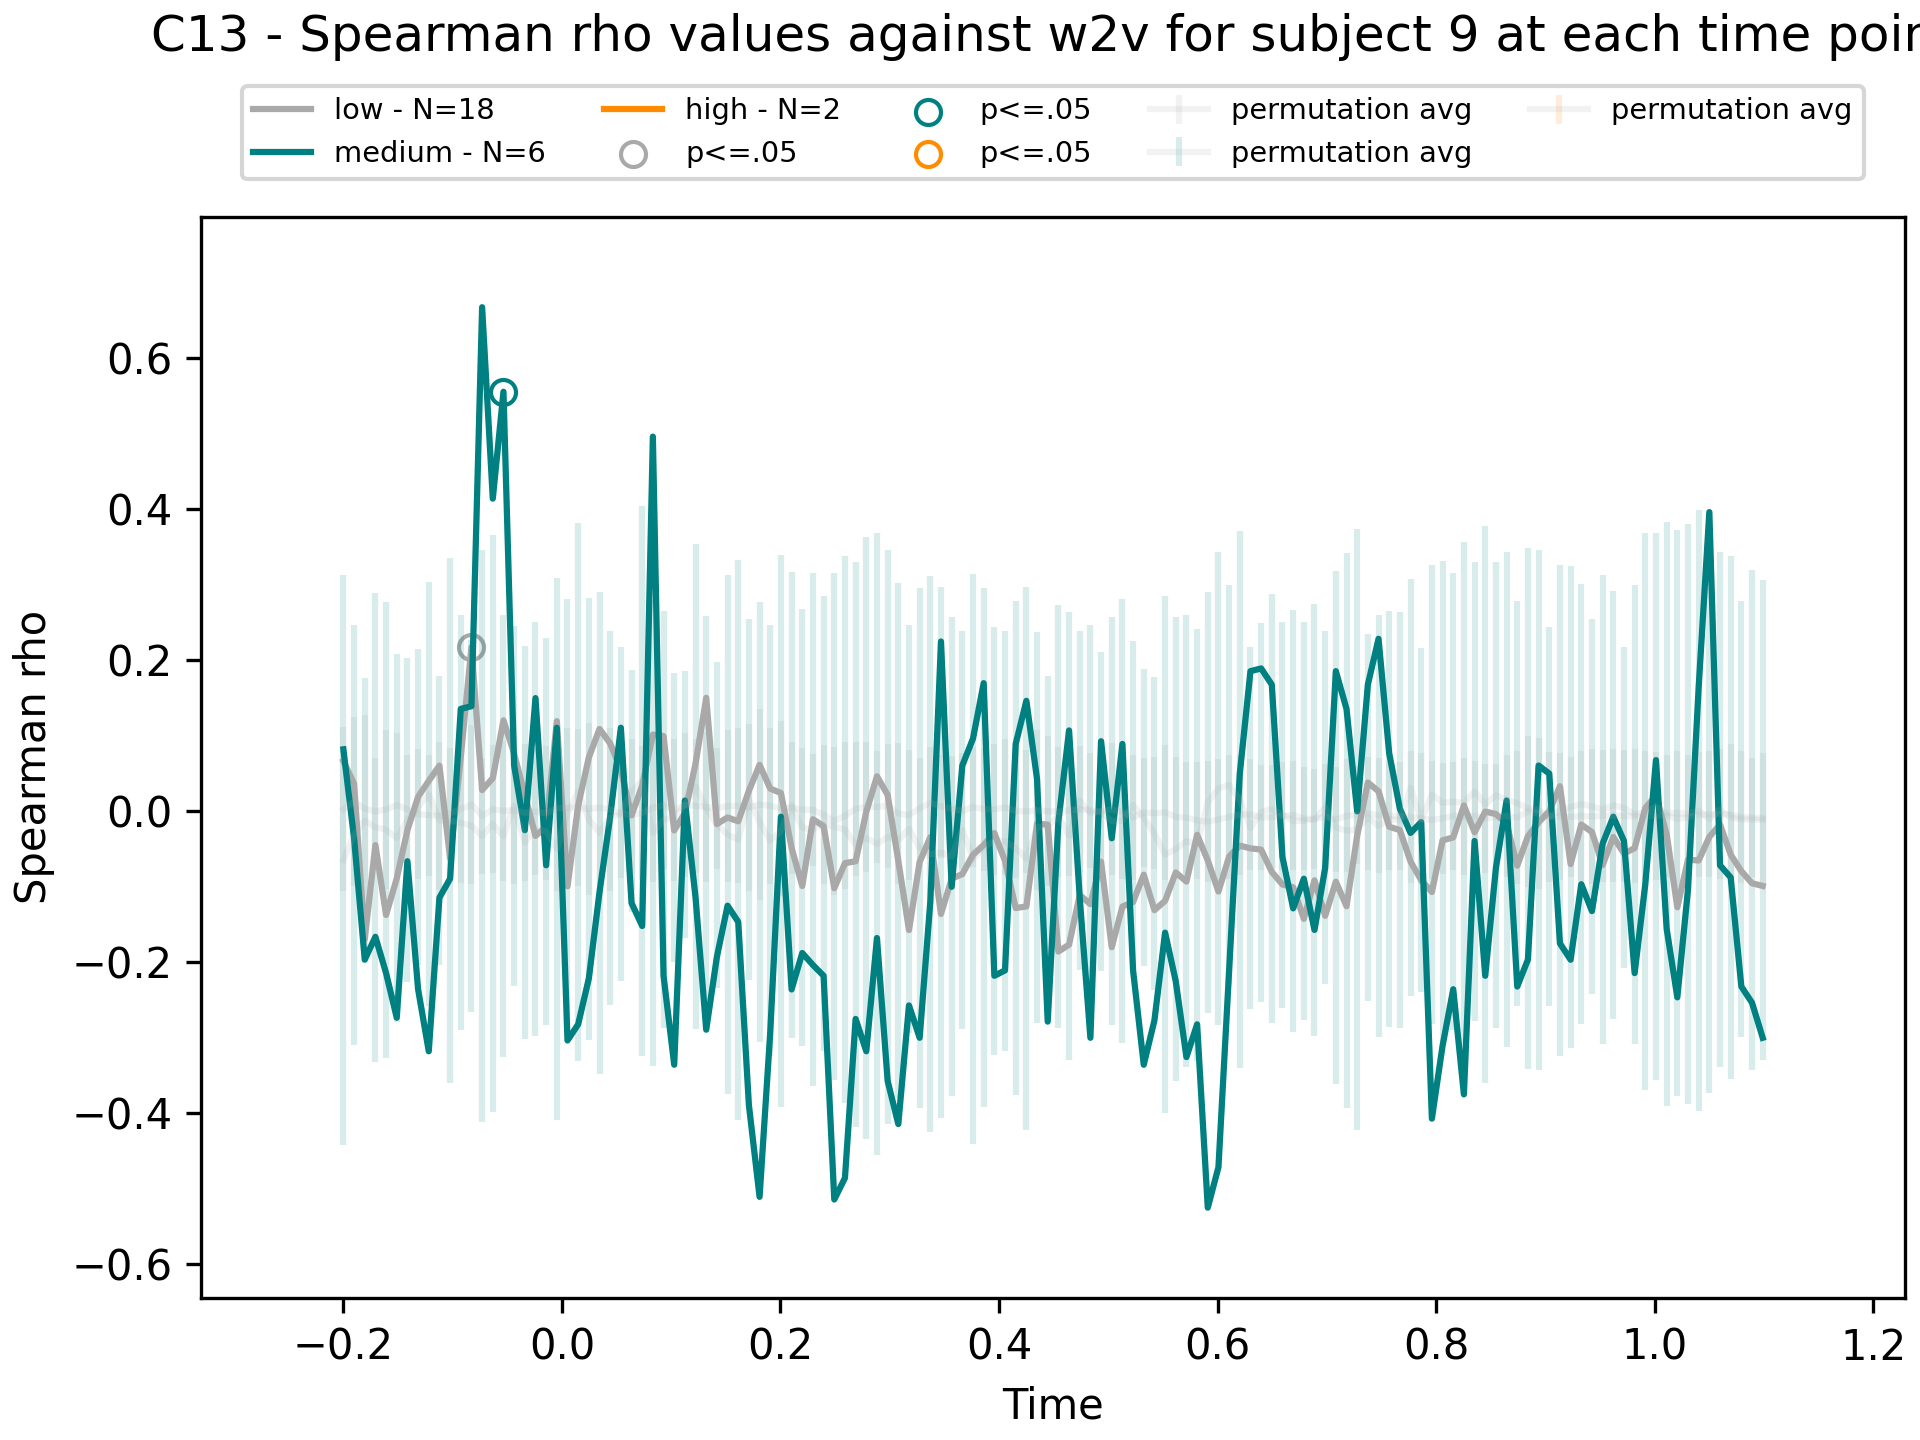 C13 - Spearman rho values against w2v for subject 9 at each time poin
low - N=18 high - N=2 p<=.05 permutation avg permutation avg
medium - N=6 p<=.05 p<=.05 permutation avg
Spearman rho
0.6
0.4
0.2
0.0
−0.2
−0.4
−0.6
−0.2 0.0 0.2 0.4 0.6 0.8 1.0 1.2
Time